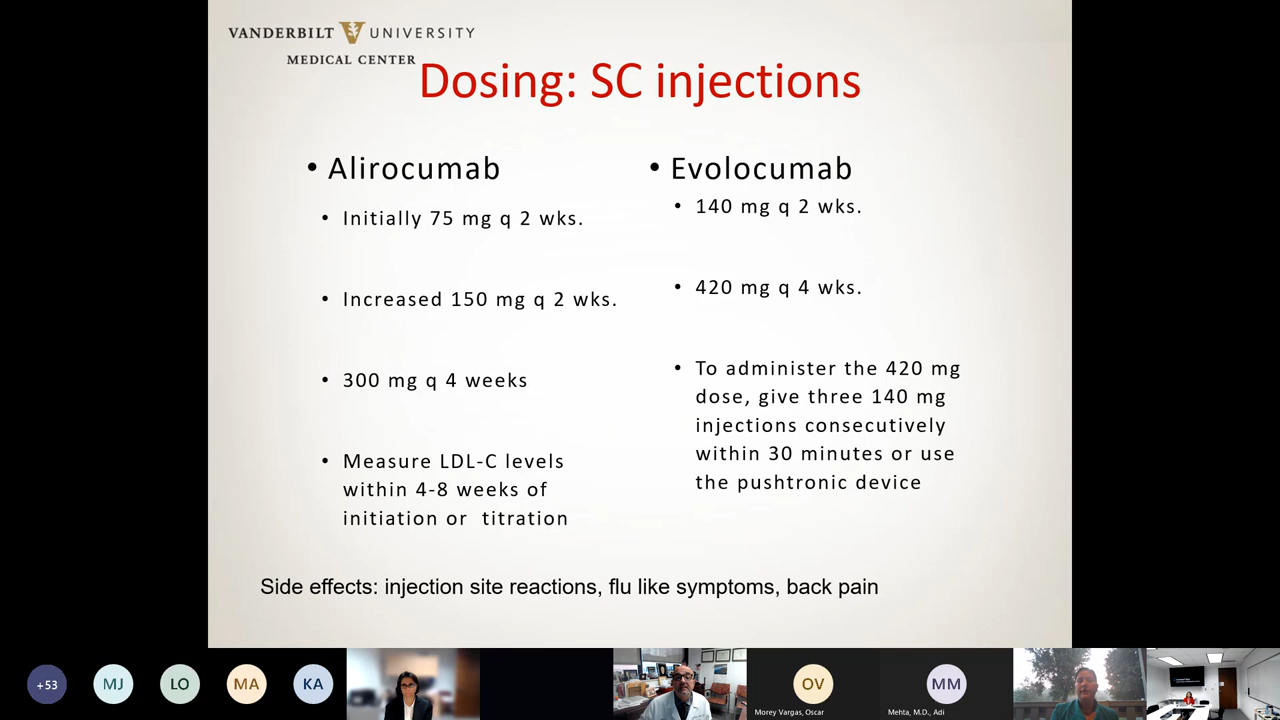 VANDERBILT V UNIVERSITY
MEDICAL CENTER
Dosing: SC injections
• Alirocumab
• Initially 75 mg q 2 wks.
• Increased 150 mg q 2 wks.
• 300 mg q 4 weeks
• Measure LDL-C levels
within 4-8 weeks of
initiation or titration
• Evolocumab
• 140 mg q 2 wks.
• 420 mg q 4 wks.
• To administer the 420 mg
dose, give three 140 mg
injections consecutively
within 30 minutes or use
the pushtronic device
Side effects: injection site reactions, flu like symptoms, back pain
+53
MJ
LO
MA
KA
OV
Morey Vargas, Oscar
MM
Mehta, M.D., Adi